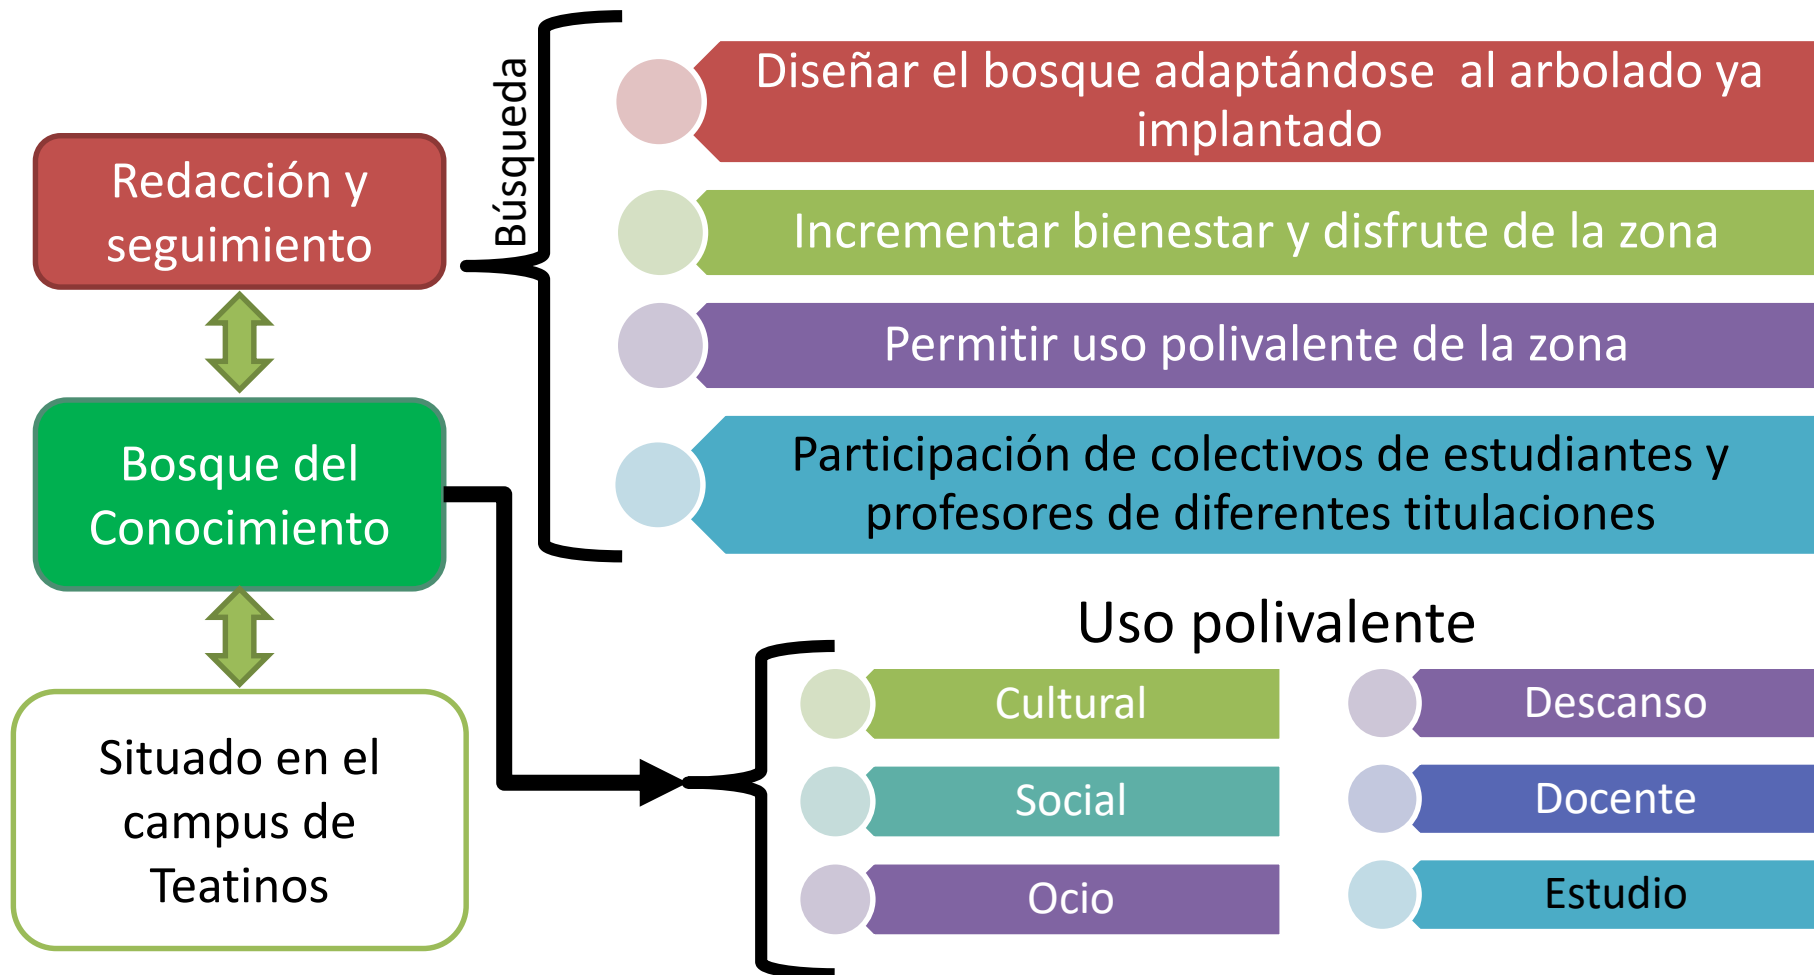 Búsqueda
Diseñar el bosque adaptándose  al arbolado ya
implantado
Incrementar bienestar y disfrute de la zona
Permitir uso polivalente de la zona
Participación de colectivos de estudiantes y
profesores de diferentes titulaciones
Redacción y
seguimiento
Bosque del
Conocimiento
Situado en el
campus de
Teatinos
Uso polivalente
Cultural
Social
Ocio
Descanso
Docente
Estudio